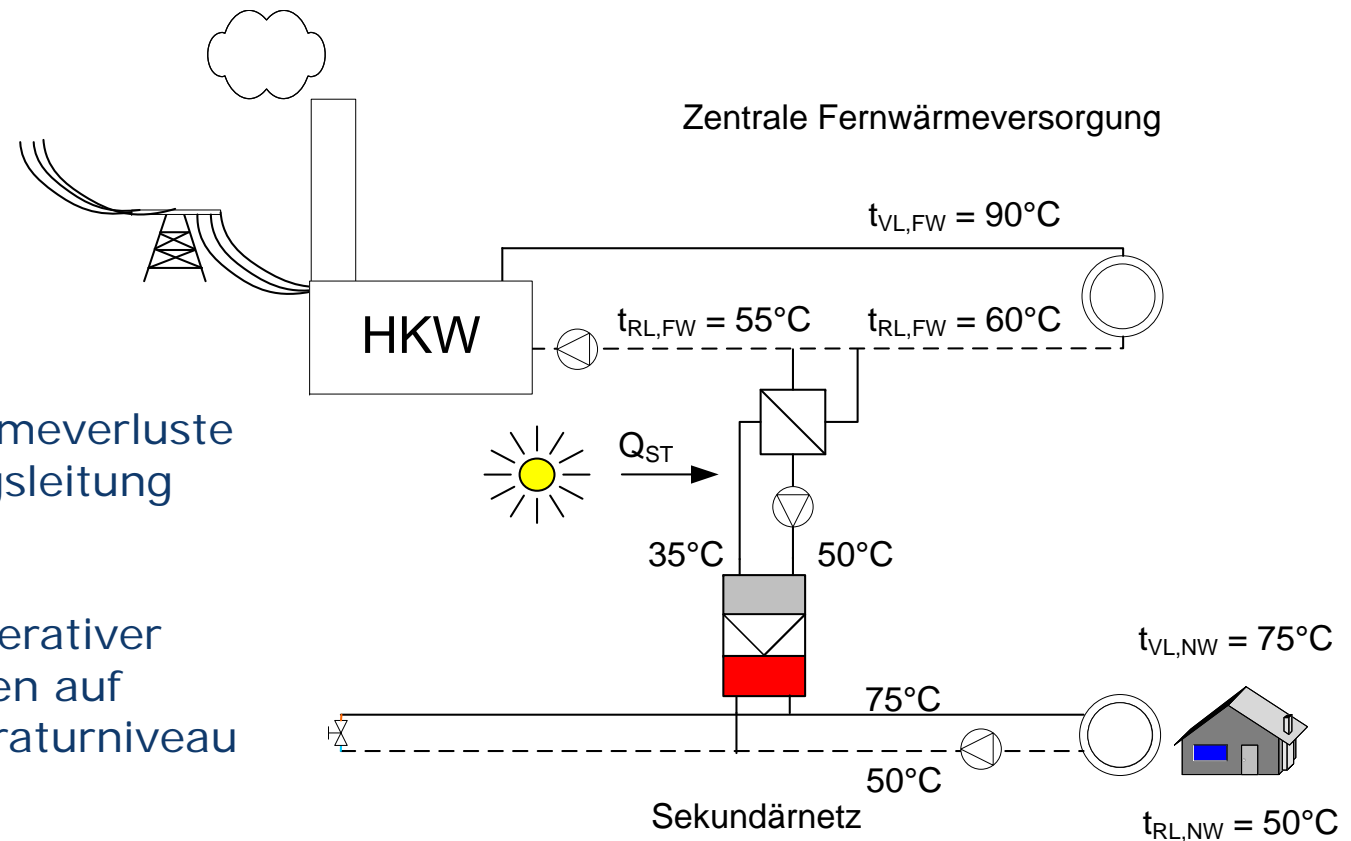 Zentrale Fernwärmeversorgung
t_VL,FW = 90°C
HKW
t_RL,FW = 55°C
t_RL,FW = 60°C
meverluste
gsleitung
Q_ST
35°C
50°C
erativer
en auf
raturniveau
t_VL,NW = 75°C
75°C
50°C
Sekundärnetz
t_RL,NW = 50°C